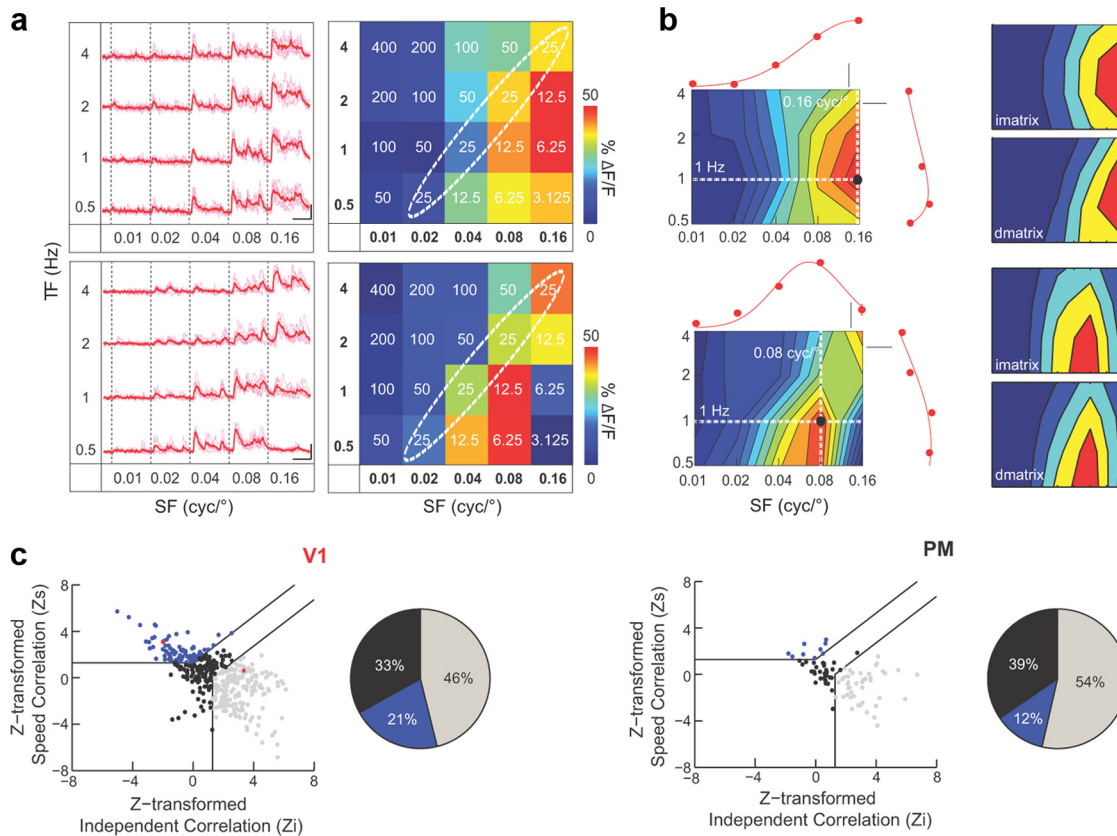 a
b
4
2
1
0.5
0.01 0.02 0.04 0.08 0.16
4 400 200 100 50 25
2 200 100 50 25 12.5
1 100 50 25 12.5 6.25
0.5 50 25 12.5 6.25 3.125
0.01 0.02 0.04 0.08 0.16
50
% ΔF/F
0
TF (Hz)
4
2
1
0.5
0.01 0.02 0.04 0.08 0.16
SF (cyc/°)
4 400 200 100 50 25
2 200 100 50 25 12.5
1 100 50 25 12.5 6.25
0.5 50 25 12.5 6.25 3.125
0.01 0.02 0.04 0.08 0.16
SF (cyc/°)
50
% ΔF/F
0
4
2
1
0.5
0.16 cyc/°
1 Hz
0.01 0.02 0.04 0.08 0.16
imatrix
dmatrix
4
2
1
0.5
0.08 cyc/°
1 Hz
0.01 0.02 0.04 0.08 0.16
SF (cyc/°)
imatrix
dmatrix
c
V1
Z−transformed
Speed Correlation (Zs)
8
4
0
−4
−8
−8 −4 0 4 8
Z−transformed
Independent Correlation (Zi)
33%
46%
21%
PM
Z−transformed
Speed Correlation (Zs)
8
4
0
−4
−8
−8 −4 0 4 8
Z−transformed
Independent Correlation (Zi)
39%
54%
12%